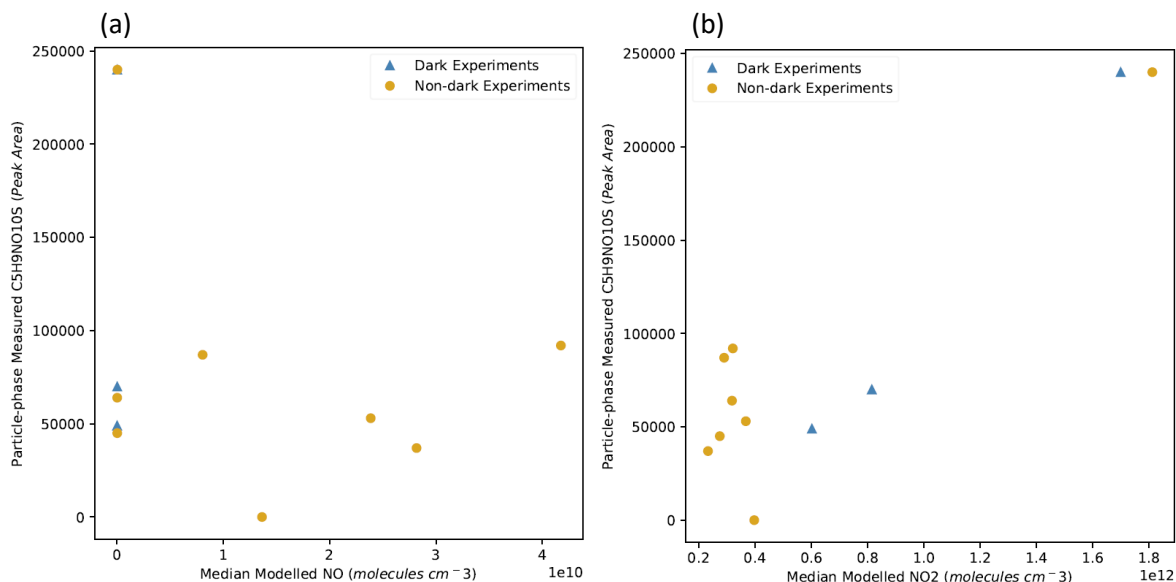 (a)
250000
200000
150000
100000
50000
0
Particle-phase Measured C5H9NO10S (Peak Area)
Dark Experiments
Non-dark Experiments
0 1 2 3 4
1e10
Median Modelled NO (molecules cm−3)
(b)
250000
200000
150000
100000
50000
0
Particle-phase Measured C5H9NO10S (Peak Area)
Dark Experiments
Non-dark Experiments
0.2 0.4 0.6 0.8 1.0 1.2 1.4 1.6 1.8
1e12
Median Modelled NO2 (molecules cm−3)